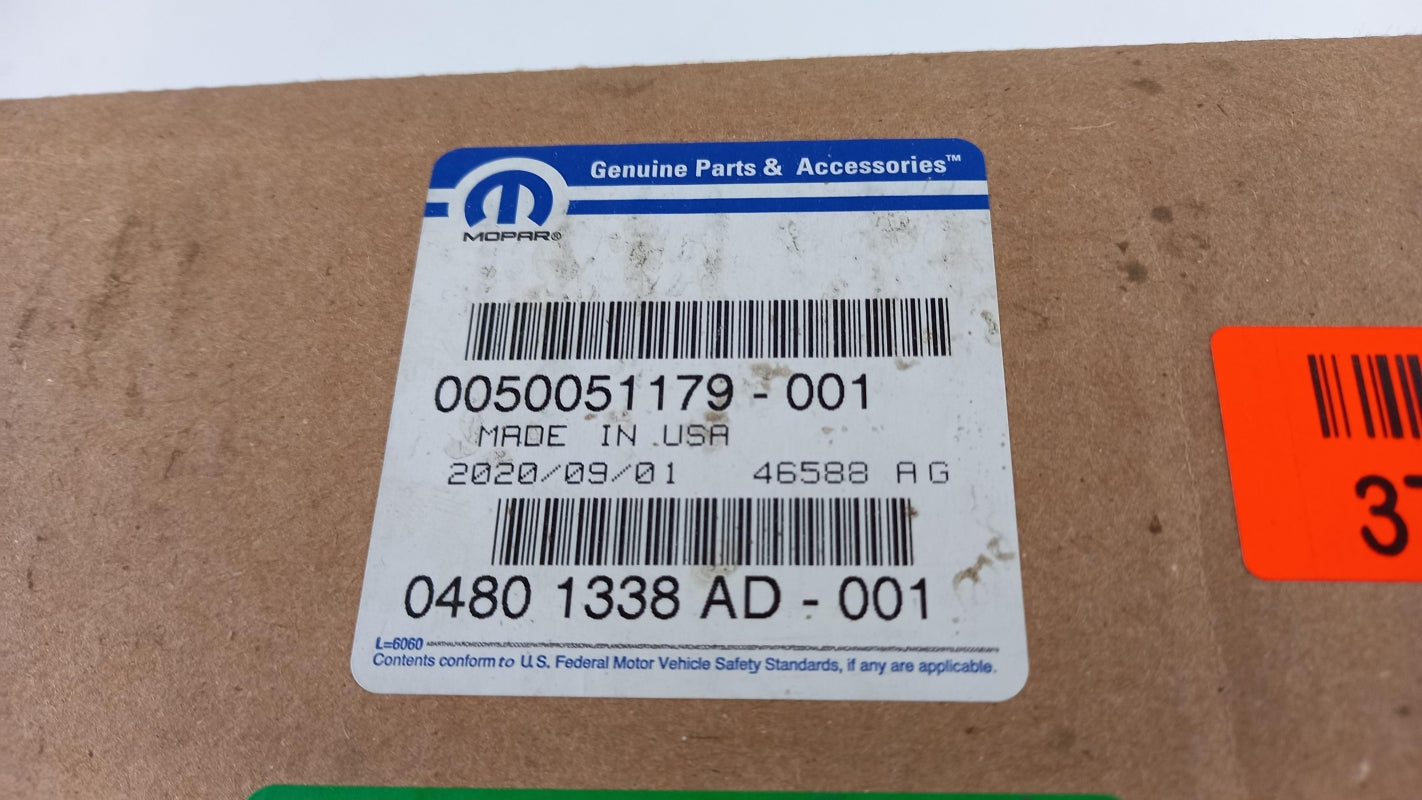 Genuine Parts & Accessories™
MOPAR®
0050051179 - 001
MADE IN USA
2020/09/01 46588 AG
0480 1338 AD - 001
L=6060
Contents conform to U.S. Federal Motor Vehicle Safety Standards, if any are applicable.